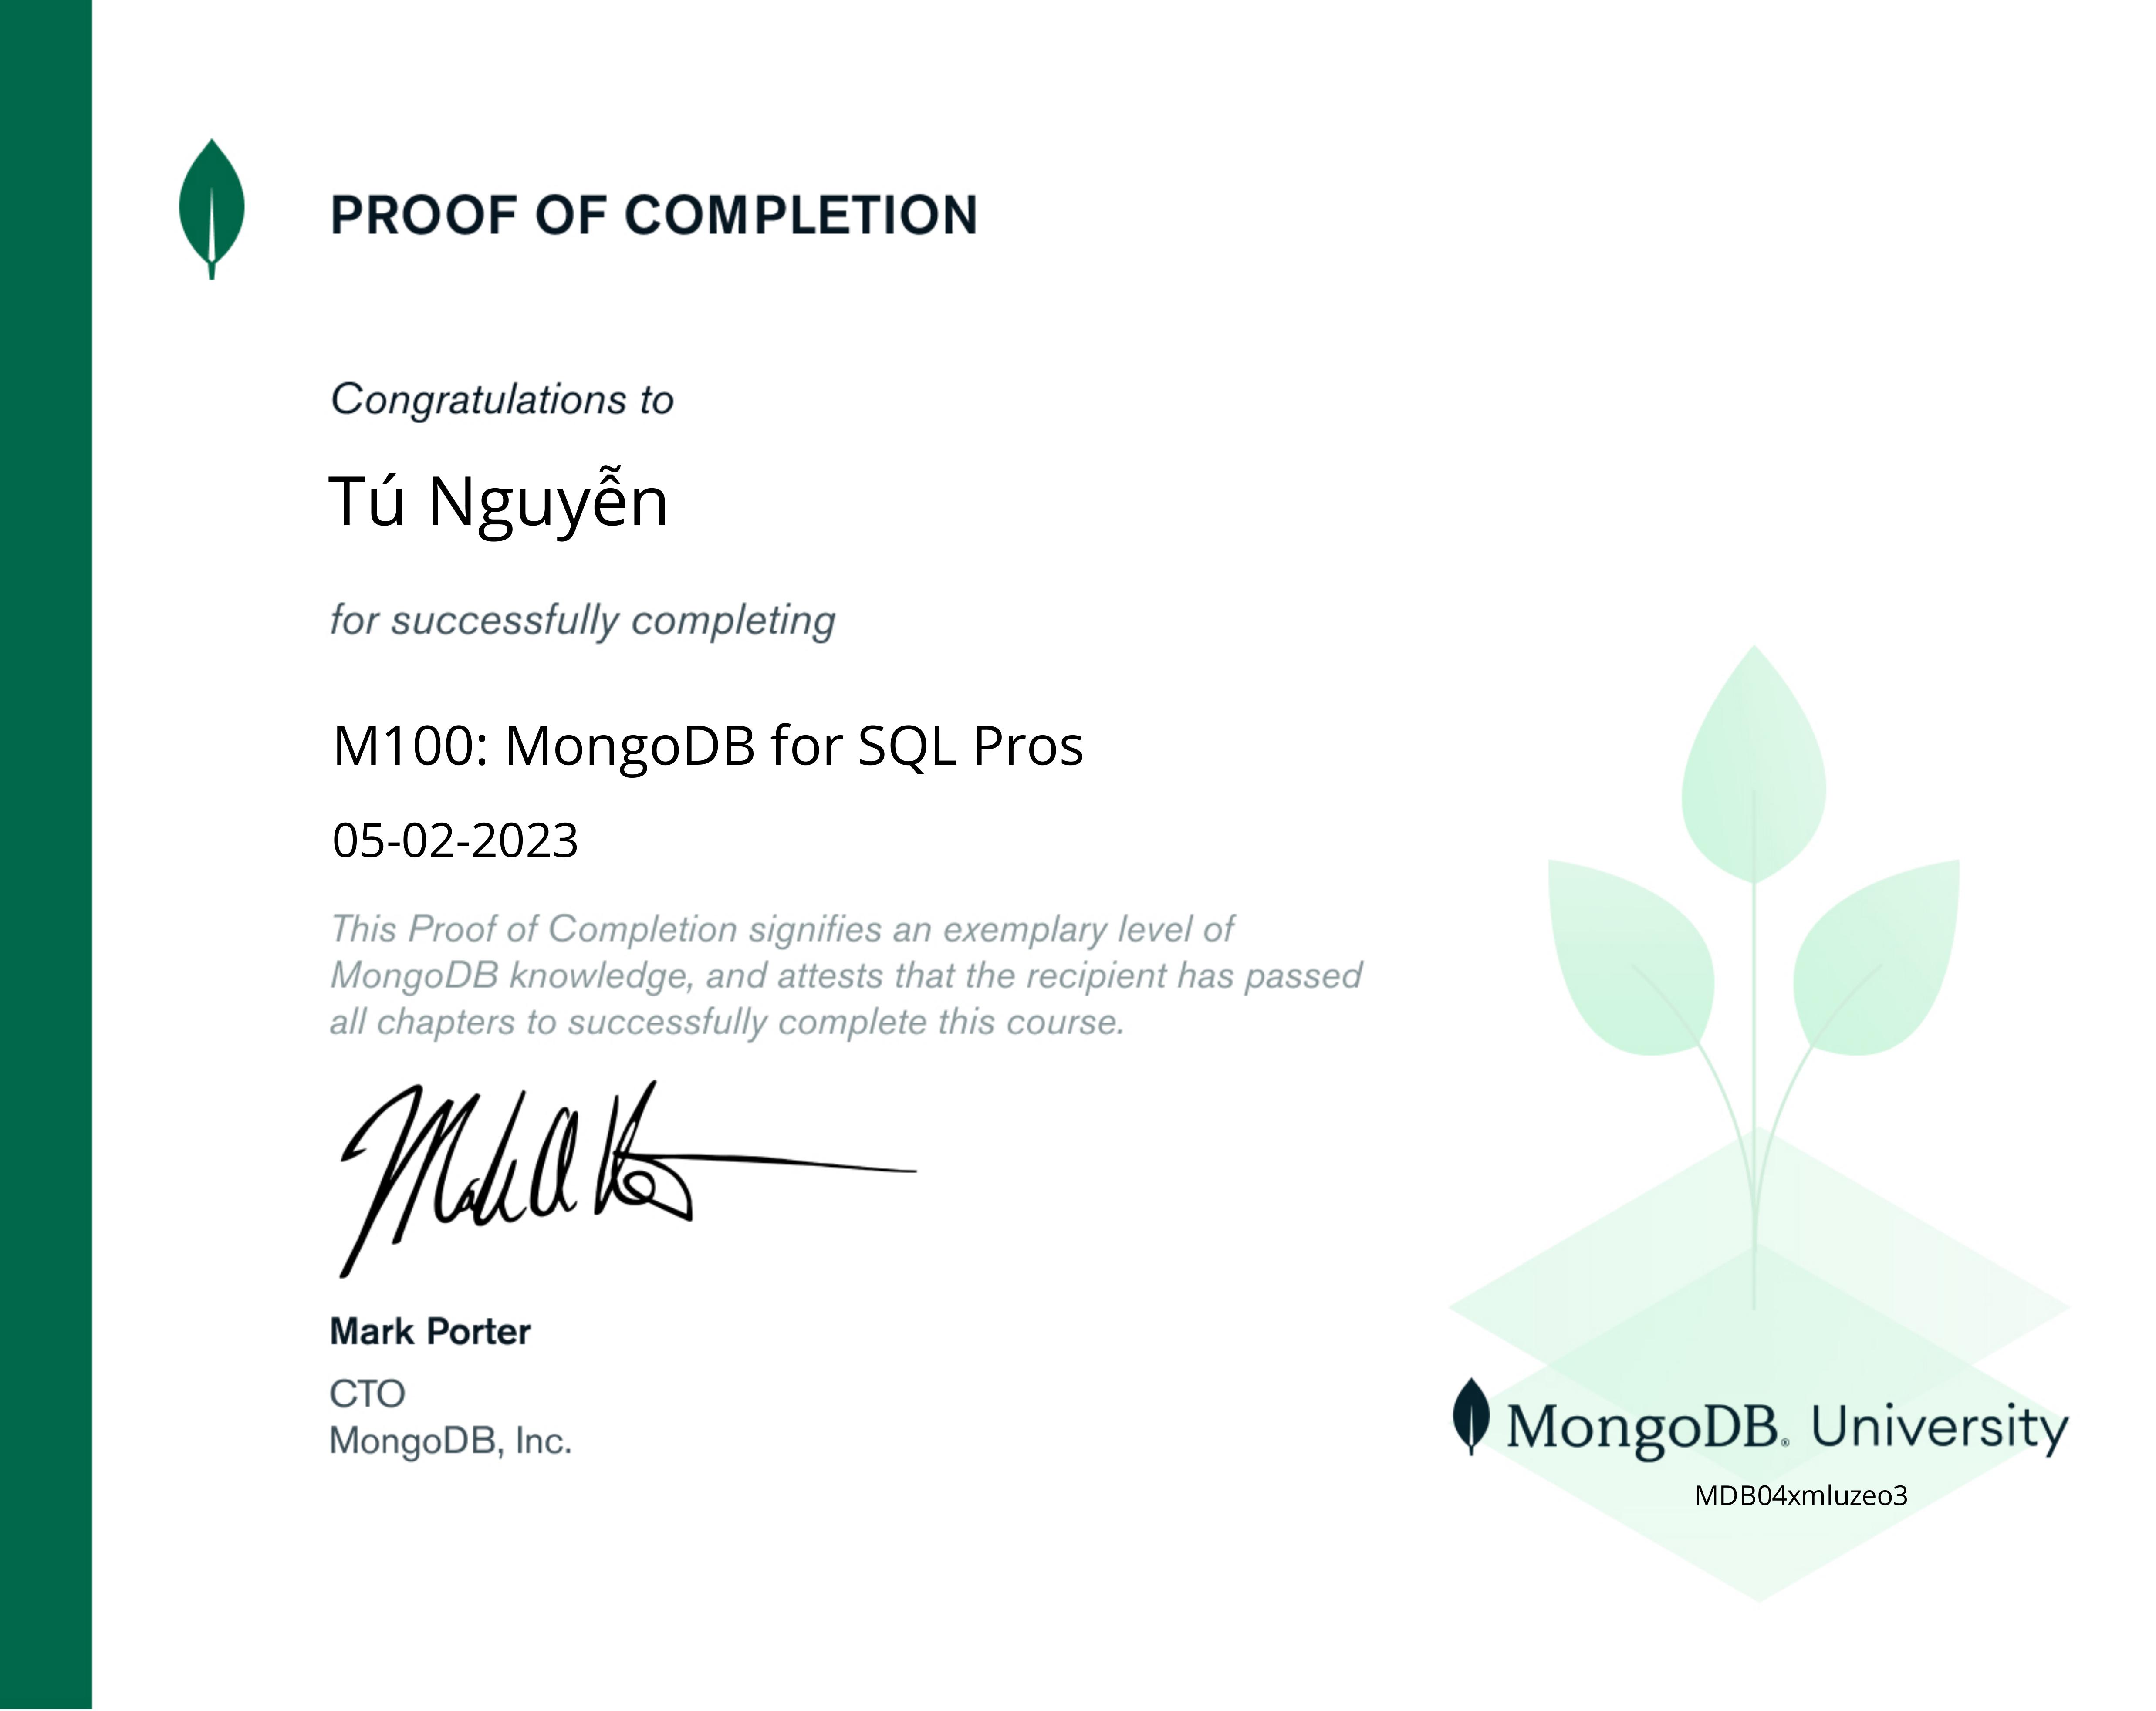 PROOF OF COMPLETION
Congratulations to
Tú Nguyễn
for successfully completing
M100: MongoDB for SQL Pros
05-02-2023
This Proof of Completion signifies an exemplary level of
MongoDB knowledge, and attests that the recipient has passed
all chapters to successfully complete this course.
Mark Porter
CTO
MongoDB, Inc.
MongoDB® University
MDB04xmluzeo3